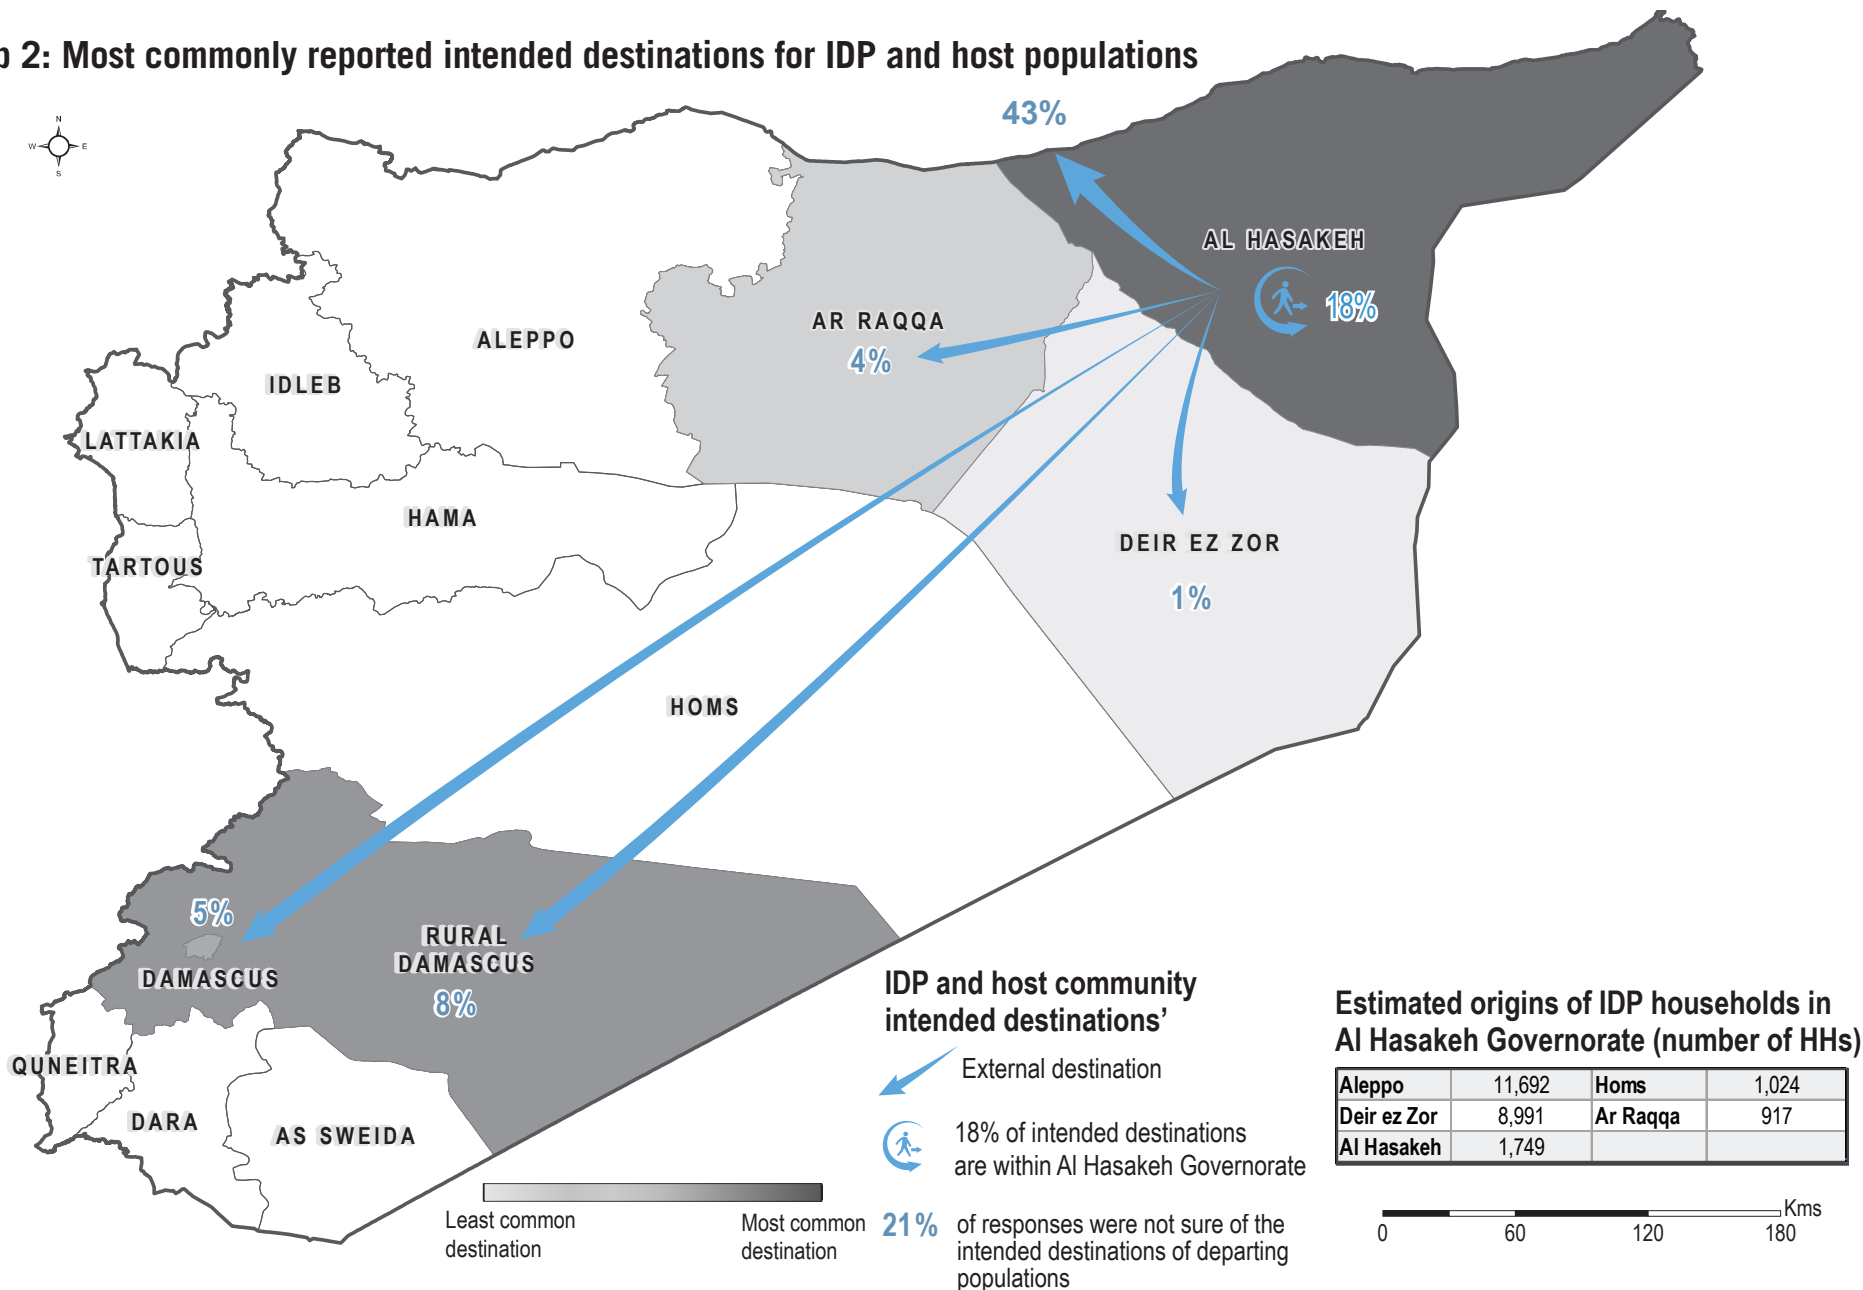 2: Most commonly reported intended destinations for IDP and host populations
N
W
E
S
43%
AL HASAKEH
18%
AR RAQQA
4%
ALEPPO
IDLEB
LATTAKIA
HAMA
TARTOUS
DEIR EZ ZOR
1%
HOMS
5%
DAMASCUS
RURAL
DAMASCUS
8%
QUNEITRA
DARA
AS SWEIDA
Least common
destination
Most common
destination
IDP and host community
intended destinations’
External destination
18% of intended destinations
are within Al Hasakeh Governorate
21% of responses were not sure of the
intended destinations of departing
populations
Estimated origins of IDP households in
Al Hasakeh Governorate (number of HHs)
Aleppo 11,692 Homs 1,024
Deir ez Zor 8,991 Ar Raqqa 917
Al Hasakeh 1,749
Kms
0 60 120 180